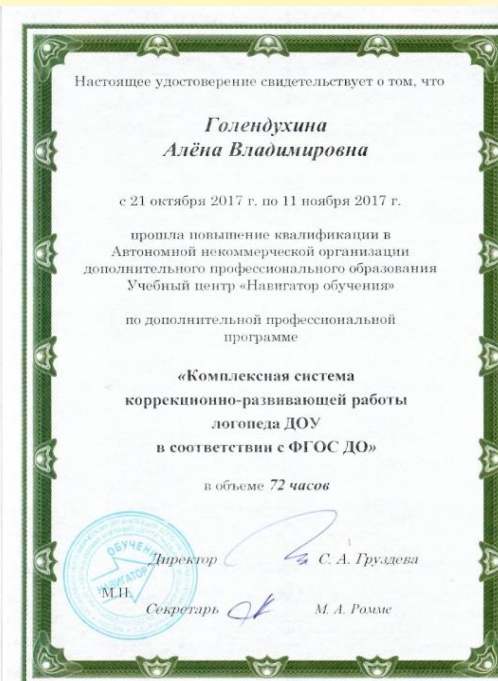 Настоящее удостоверение свидетельствует о том, что
Голендухина
Алёна Владимировна
с 21 октября 2017 г. по 11 ноября 2017 г.
прошла повышение квалификации в
Автономной некоммерческой организации
дополнительного профессионального образования
Учебный центр «Навигатор обучения»
по дополнительной профессиональной
программе
«Комплексная система
коррекционно-развивающей работы
логопеда ДОУ
в соответствии с ФГОС ДО»
в объеме 72 часов
Директор С. А. Груздева
М.П.
Секретарь М. А. Ромме
ОБУЧЕНИЯ
НАВИГАТОР